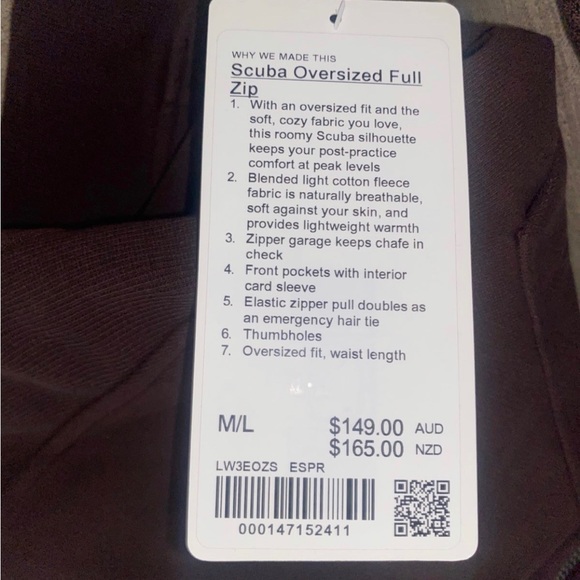 WHY WE MADE THIS
Scuba Oversized Full
Zip
1. With an oversized fit and the
soft, cozy fabric you love,
this roomy Scuba silhouette
keeps your post-practice
comfort at peak levels
2. Blended light cotton fleece
fabric is naturally breathable,
soft against your skin, and
provides lightweight warmth
3. Zipper garage keeps chafe in
check
4. Front pockets with interior
card sleeve
5. Elastic zipper pull doubles as
an emergency hair tie
6. Thumbholes
7. Oversized fit, waist length
M/L $149.00 AUD
$165.00 NZD
LW3EOZS ESPR
000147152411